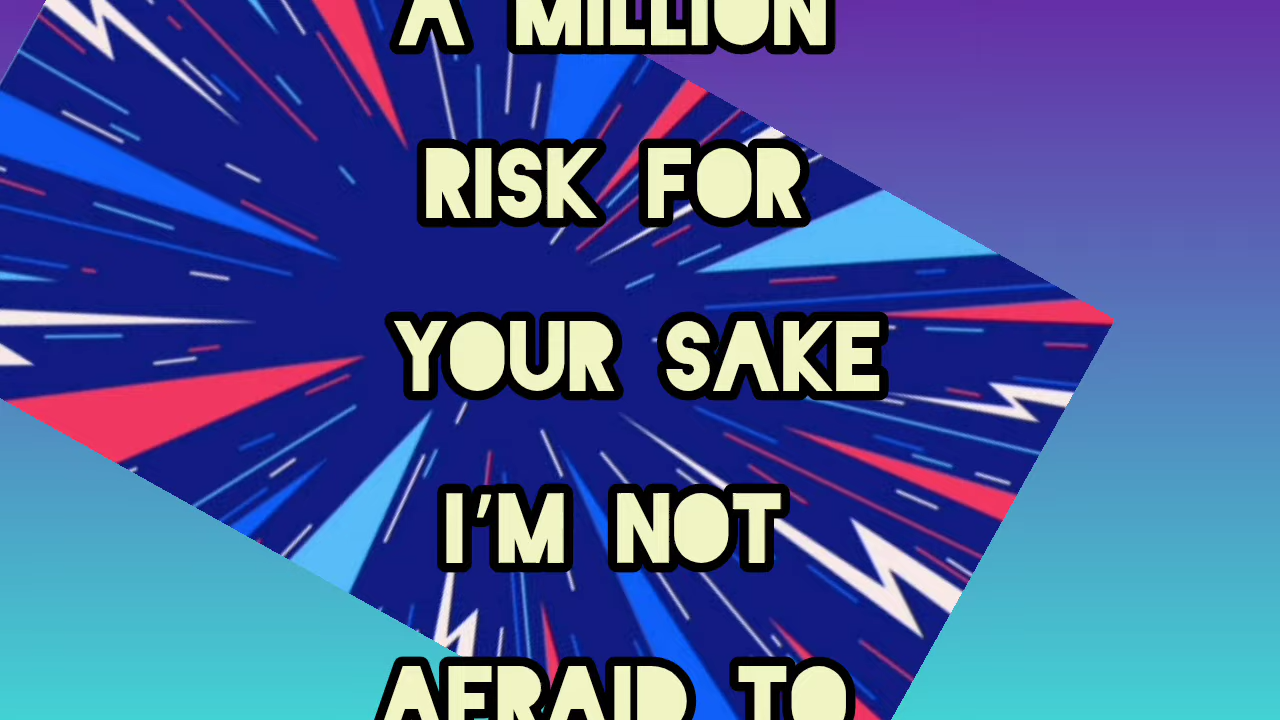 A MILLION
RISK FOR
YOUR SAKE
I'M NOT
AFRAID TO